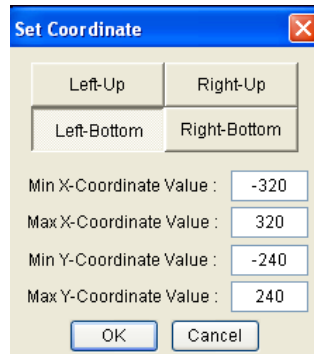 Set Coordinate
Left-Up Right-Up
Left-Bottom Right-Bottom
Min X-Coordinate Value : -320
Max X-Coordinate Value : 320
Min Y-Coordinate Value : -240
Max Y-Coordinate Value : 240
OK Cancel